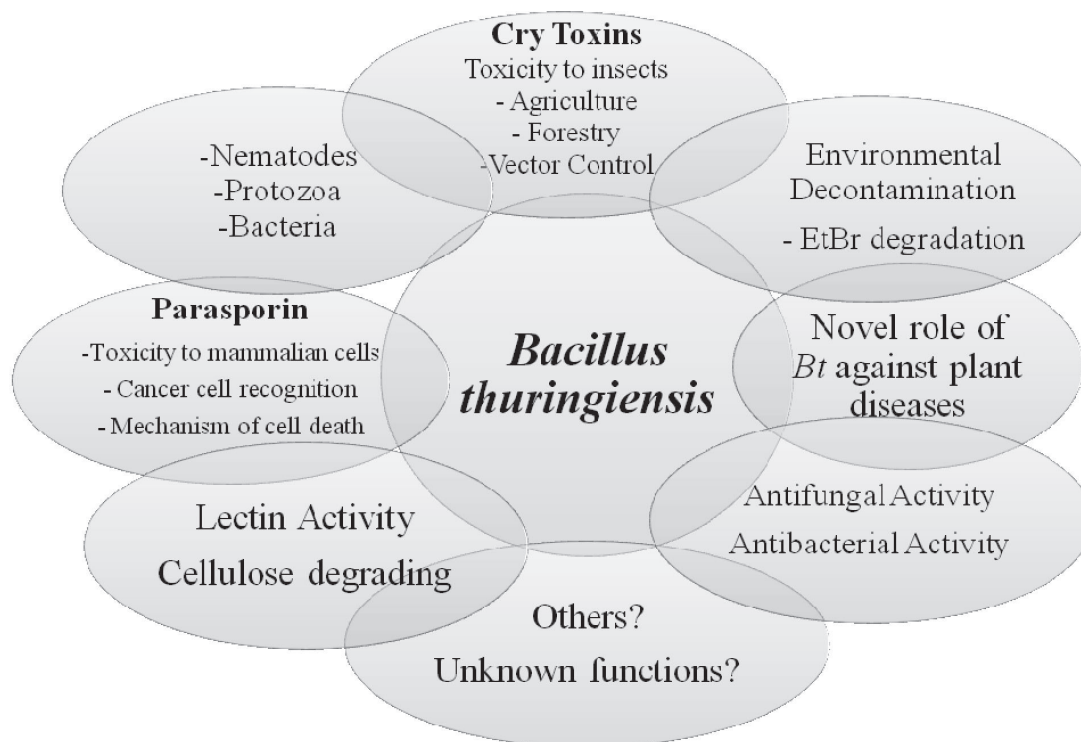 Cry Toxins
Toxicity to insects
- Agriculture
- Forestry
-Vector Control
Environmental
Decontamination
- EtBr degradation
Novel role of
Bt against plant
diseases
Antifungal Activity
Antibacterial Activity
Others?
Unknown functions?
Lectin Activity
Cellulose degrading
Parasporin
-Toxicity to mammalian cells
- Cancer cell recognition
- Mechanism of cell death
-Nematodes
-Protozoa
-Bacteria
Bacillus
thuringiensis